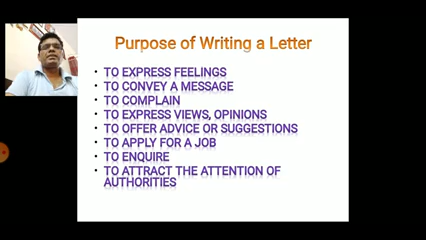 Purpose of Writing a Letter
• TO EXPRESS FEELINGS
• TO CONVEY A MESSAGE
• TO COMPLAIN
• TO EXPRESS VIEWS, OPINIONS
• TO OFFER ADVICE OR SUGGESTIONS
• TO APPLY FOR A JOB
• TO ENQUIRE
• TO ATTRACT THE ATTENTION OF
AUTHORITIES